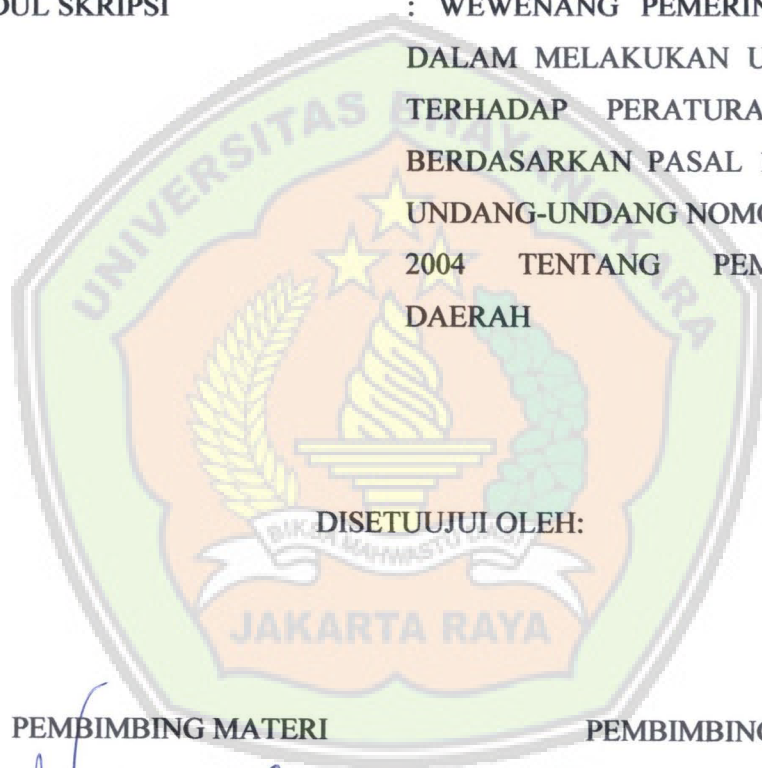 DUL SKRIPSI : WEWENANG PEMERIN
DALAM MELAKUKAN U
TERHADAP PERATURA
BERDASARKAN PASAL
UNDANG-UNDANG NOMO
2004 TENTANG PEM
DAERAH
UNIVERSITAS BHAYANGKARA
DISETUUJUI OLEH:
JAKARTA RAYA
PEMBIMBING MATERI PEMBIMBING